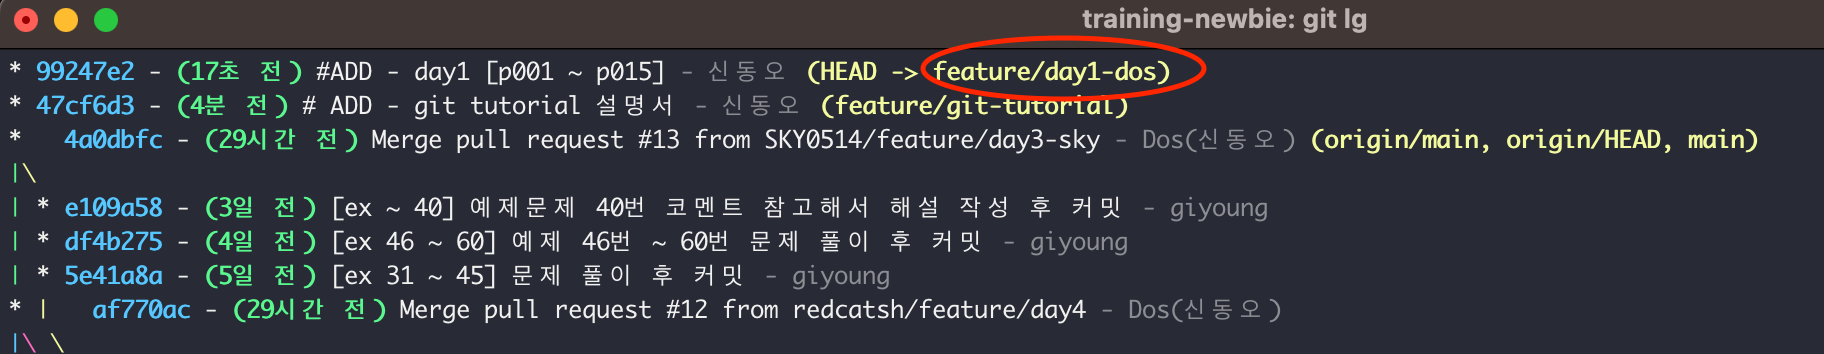 training-newbie: git lg
* 99247e2 - (17초 전) #ADD - day1 [p001 ~ p015] - 신동오 (HEAD -> feature/day1-dos)
* 47cf6d3 - (4분 전) # ADD - git tutorial 설명서 - 신동오 (feature/git-tutorial)
*   4a0dbfc - (29시간 전) Merge pull request #13 from SKY0514/feature/day3-sky - Dos(신동오) (origin/main, origin/HEAD, main)
|\
| * e109a58 - (3일 전) [ex ~ 40] 예제문제 40번 코멘트 참고해서 해설 작성 후 커밋 - giyoung
| * df4b275 - (4일 전) [ex 46 ~ 60] 예제 46번 ~ 60번 문제 풀이 후 커밋 - giyoung
| * 5e41a8a - (5일 전) [ex 31 ~ 45] 문제 풀이 후 커밋 - giyoung
* |   af770ac - (29시간 전) Merge pull request #12 from redcatsh/feature/day4 - Dos(신동오)
|\ \